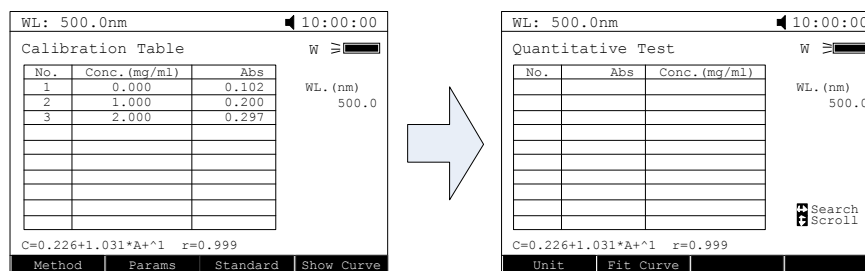 WL: 500.0nm 10:00:00
Calibration Table W
No. Conc.(mg/ml) Abs
1 0.000 0.102
2 1.000 0.200
3 2.000 0.297
WL.(nm)
500.0
C=0.226+1.031*A+^1 r=0.999
Method Params Standard Show Curve
WL: 500.0nm 10:00:00
Quantitative Test W
No. Abs Conc.(mg/ml)
WL.(nm)
500.0
Search
Scroll
C=0.226+1.031*A+^1 r=0.999
Unit Fit Curve